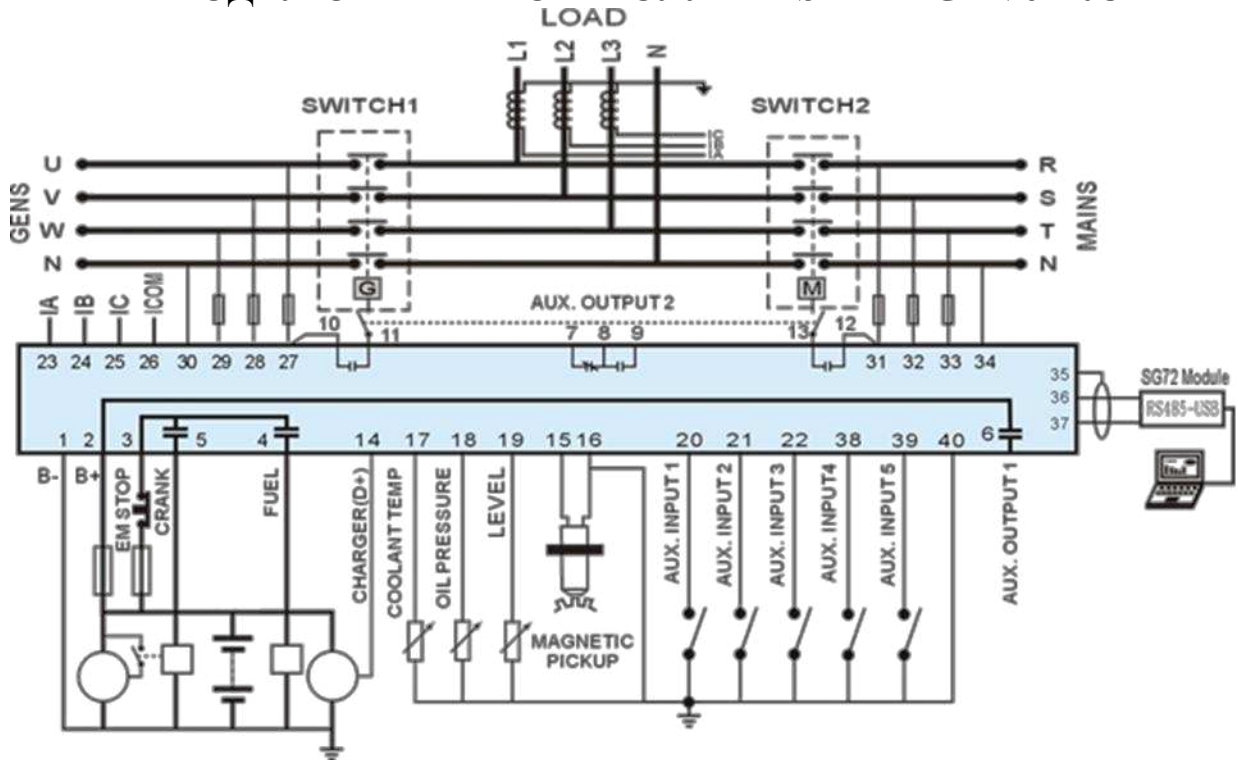 LOAD
L1 L2 L3 N
SWITCH1 SWITCH2
GENS
U
V
W
N
R
S
T
N
MAINS
G
M
AUX. OUTPUT 2
IA IB IC ICOM
10 11 7 8 9 13 12
23 24 25 26 30 29 28 27 31 32 33 34
35
36
37
SG72 Module
RS485-USB
1 2 3 5 4 14 17 18 19 15 16 20 21 22 38 39 40 6
B- B+
EM STOP
CRANK
FUEL
CHARGER(D+)
COOLANT TEMP
OIL PRESSURE
LEVEL
MAGNETIC
PICKUP
AUX. INPUT 1
AUX. INPUT 2
AUX. INPUT 3
AUX. INPUT4
AUX. INPUT 5
AUX. OUTPUT 1